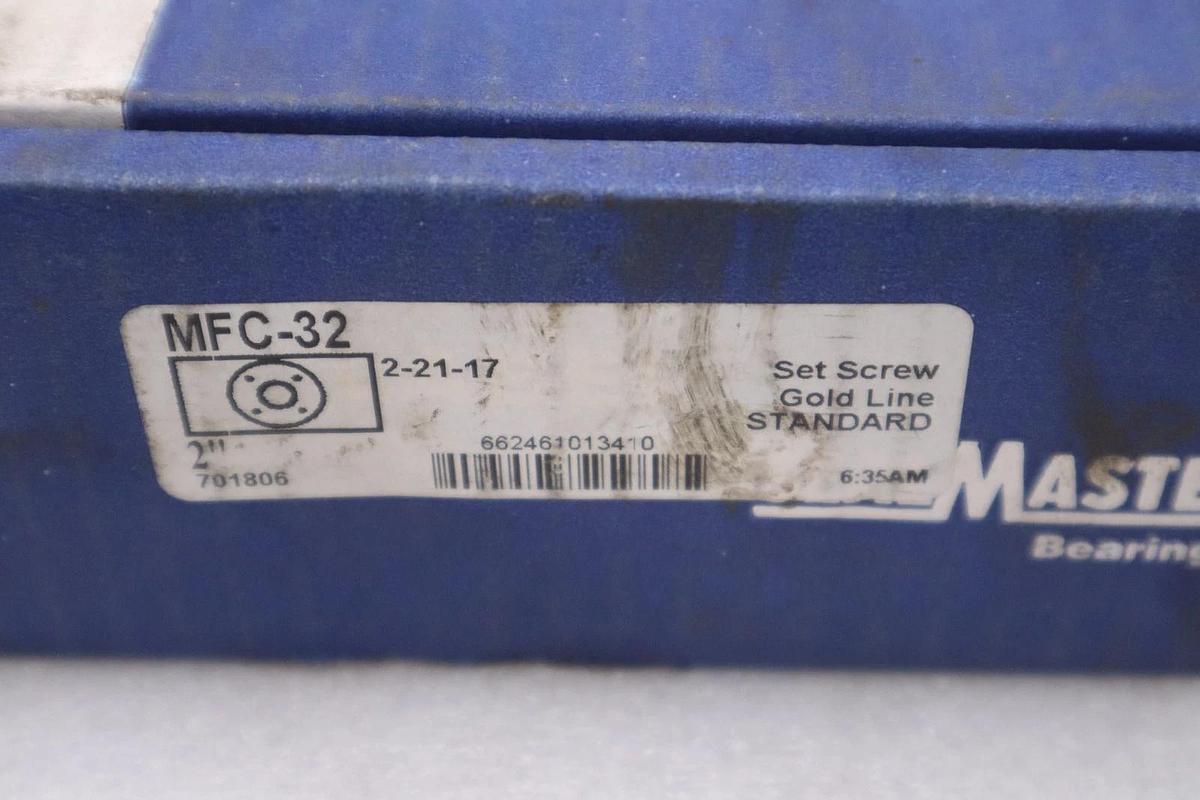 MFC-32
2-21-17
Set Screw
Gold Line
STANDARD
2"
662461013410
701806
6:35AM
MASTE
Bearing